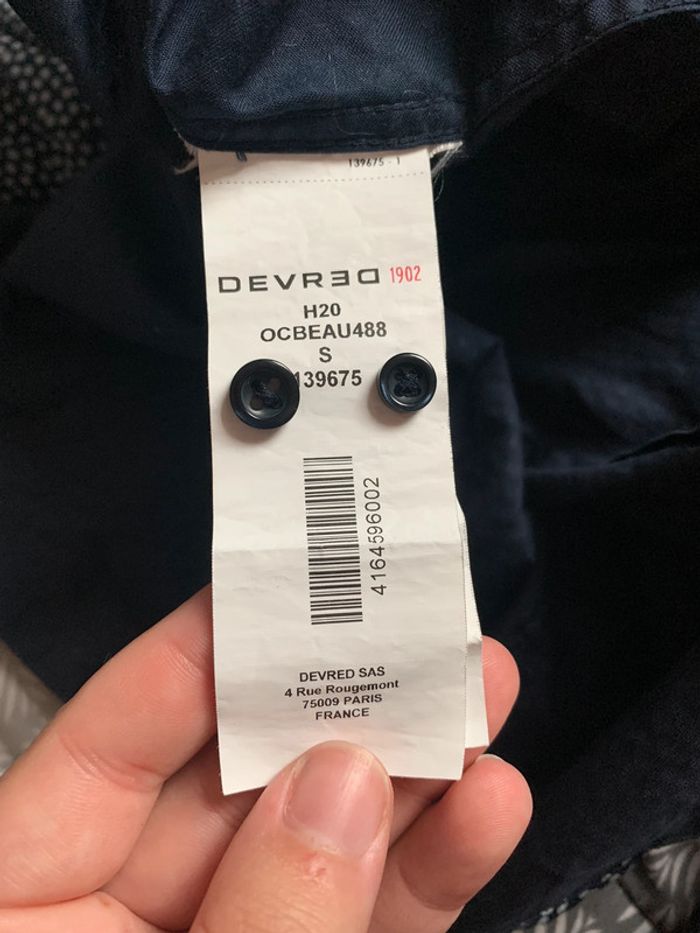 139675 - 1
DEVRED 1902
H20
OCBEAU488
S
139675
4164596002
DEVRED SAS
4 Rue Rougemont
75009 PARIS
FRANCE